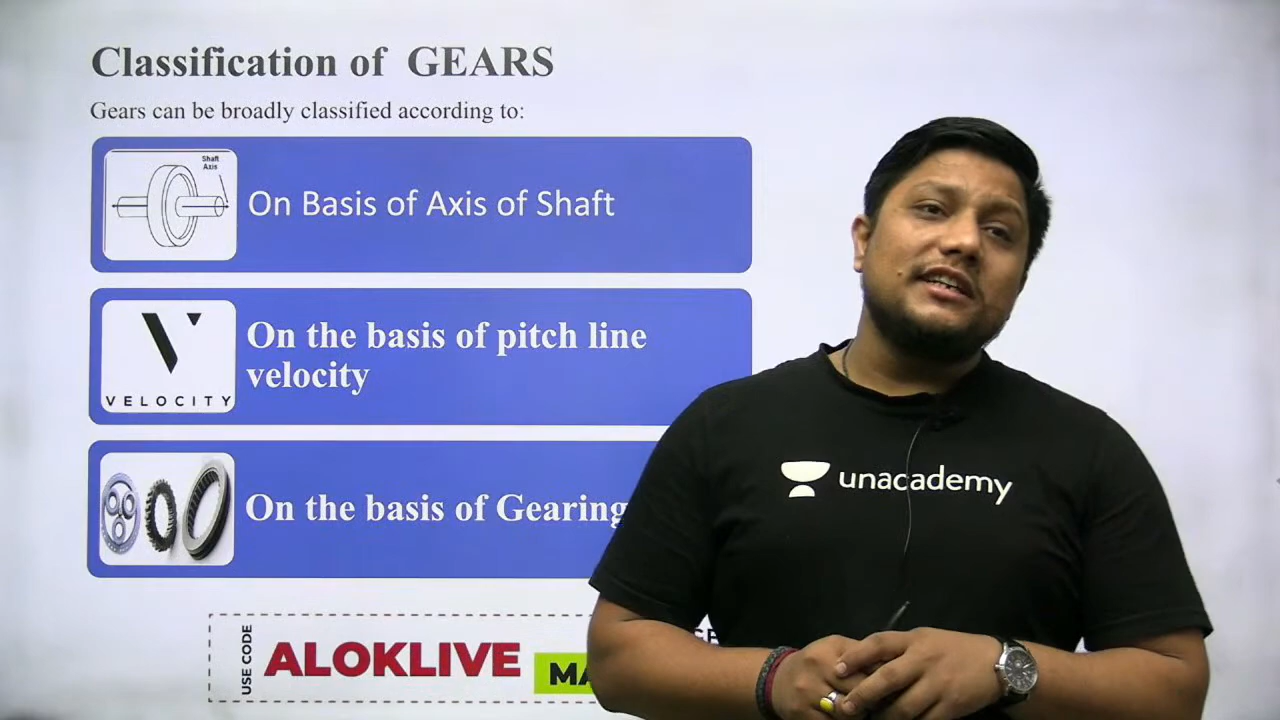 Classification of GEARS
Gears can be broadly classified according to:
Shaft
Axis
On Basis of Axis of Shaft
VELOCITY
On the basis of pitch line
velocity
On the basis of Gearing
unacademy
USE CODE
ALOKLIVE